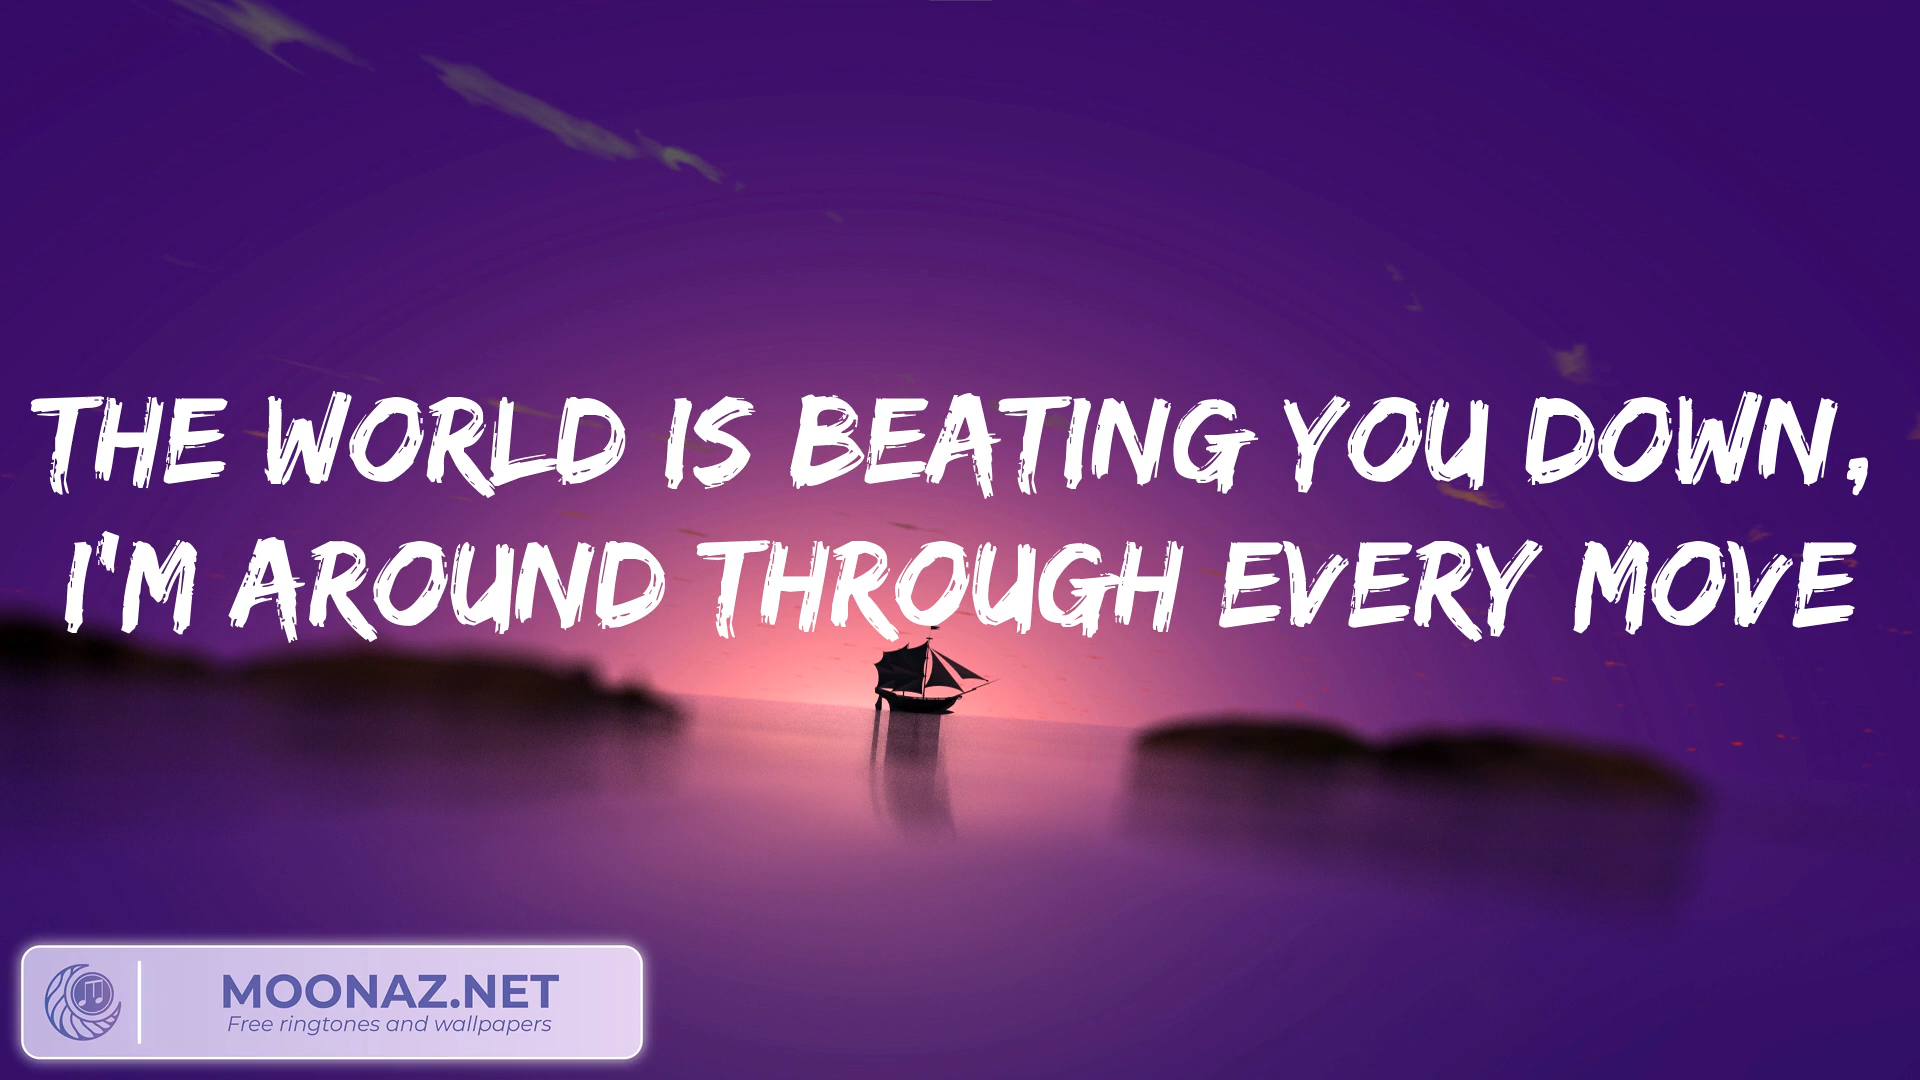 THE WORLD IS BEATING YOU DOWN,
I'M AROUND THROUGH EVERY MOVE
MOONAZ.NET
Free ringtones and wallpapers